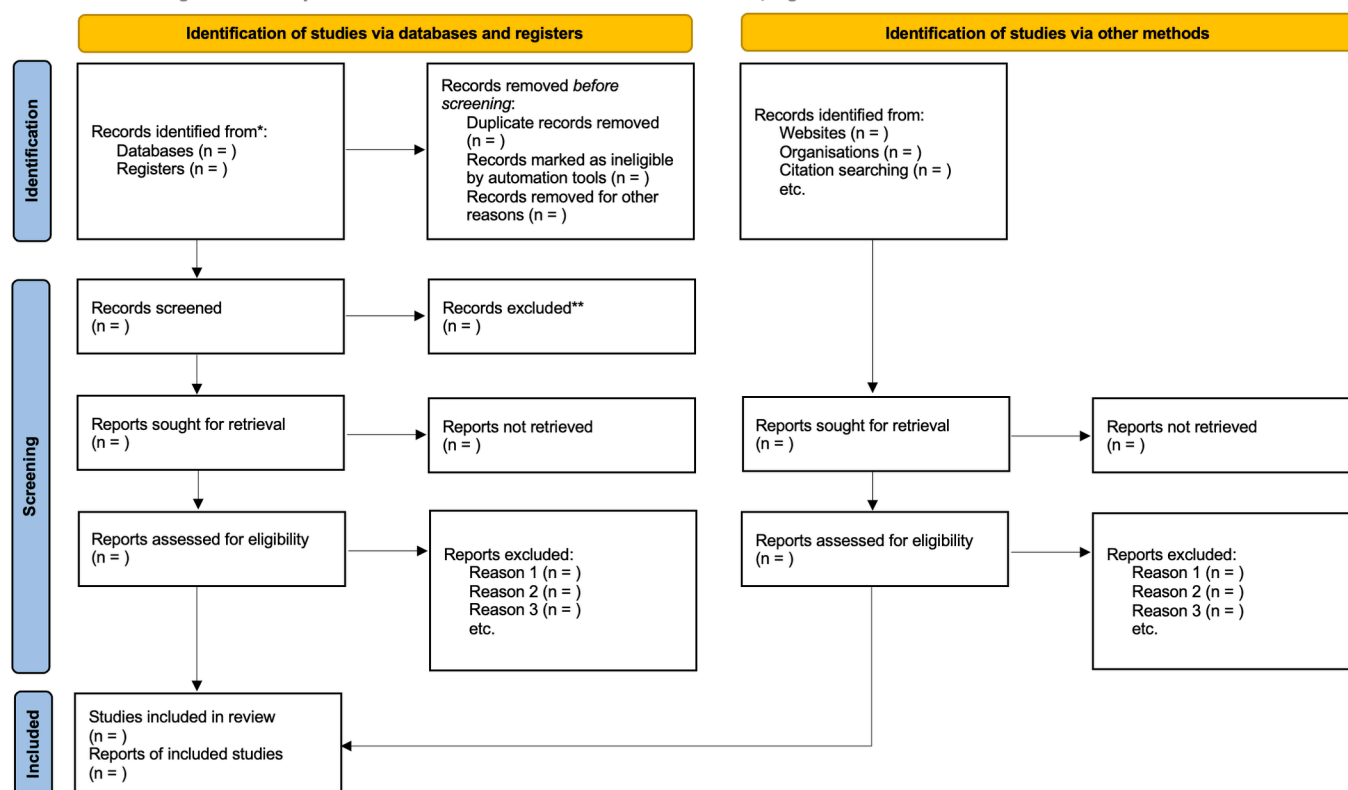 Identification of studies via databases and registers
Identification of studies via other methods
Identification
Records identified from*:
Databases (n = )
Registers (n = )
Records removed before
screening:
Duplicate records removed
(n = )
Records marked as ineligible
by automation tools (n = )
Records removed for other
reasons (n = )
Records identified from:
Websites (n = )
Organisations (n = )
Citation searching (n = )
etc.
Screening
Records screened
(n = )
Records excluded**
(n = )
Reports sought for retrieval
(n = )
Reports not retrieved
(n = )
Reports sought for retrieval
(n = )
Reports not retrieved
(n = )
Reports assessed for eligibility
(n = )
Reports excluded:
Reason 1 (n = )
Reason 2 (n = )
Reason 3 (n = )
etc.
Reports assessed for eligibility
(n = )
Reports excluded:
Reason 1 (n = )
Reason 2 (n = )
Reason 3 (n = )
etc.
Included
Studies included in review
(n = )
Reports of included studies
(n = )